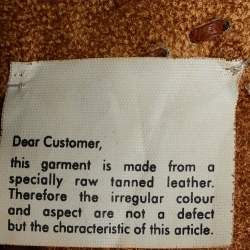 Dear Customer,
this garment is made from a
specially raw tanned leather.
Therefore the irregular colour
and aspect are not a defect
but the characteristic of this article.